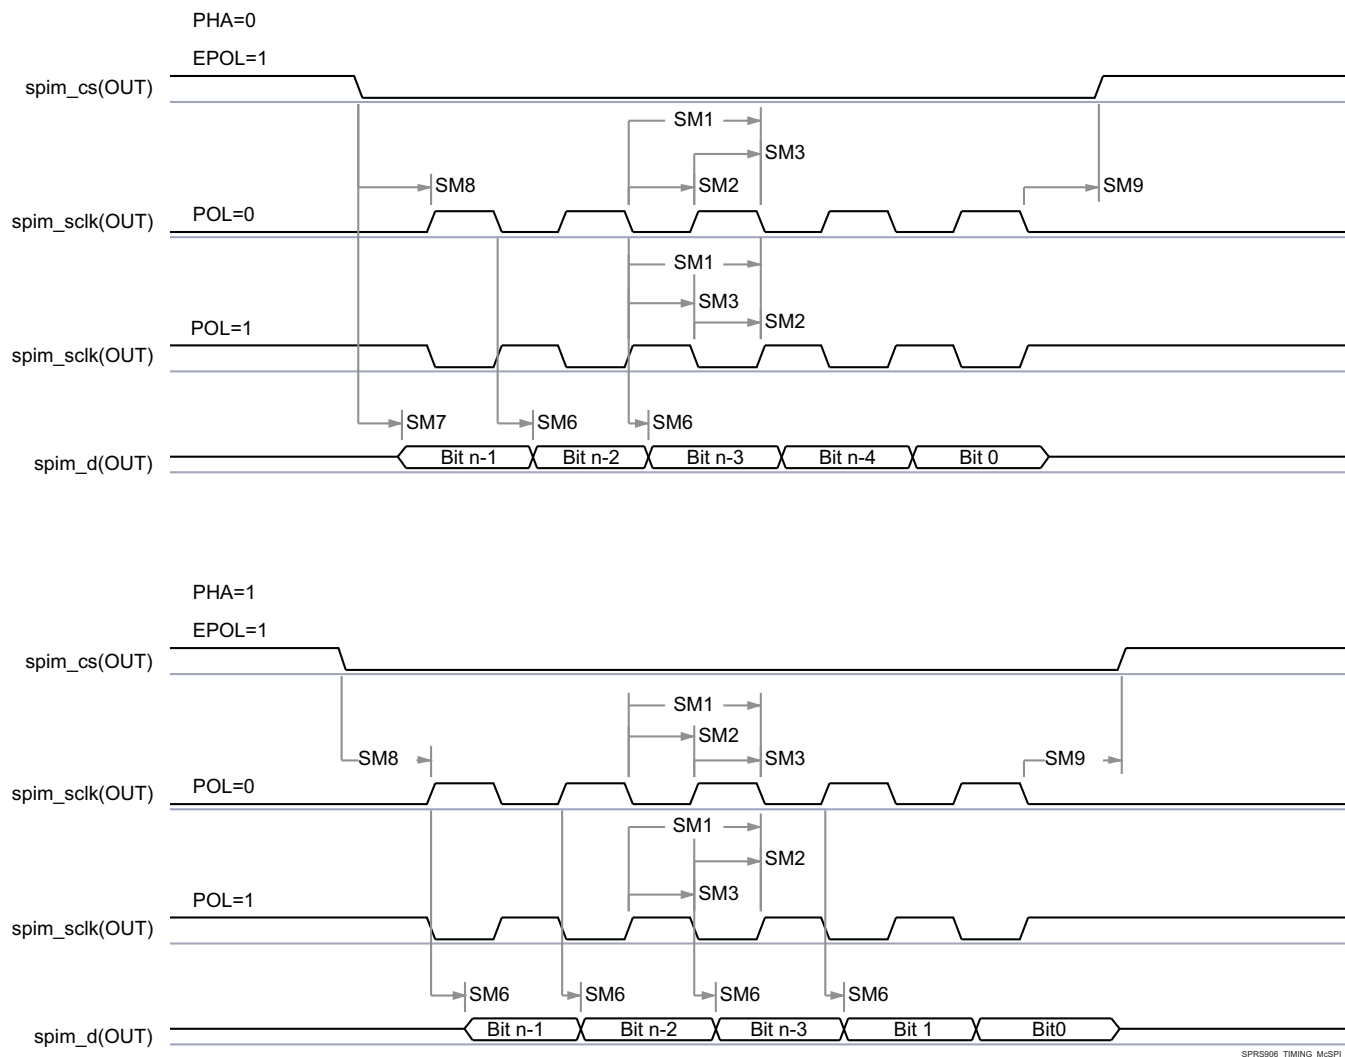 PHA=0
EPOL=1
spim_cs(OUT)
SM1
SM3
SM8
SM2
SM9
POL=0
spim_sclk(OUT)
SM1
SM3
SM2
POL=1
spim_sclk(OUT)
SM7
SM6
SM6
spim_d(OUT)
Bit n-1
Bit n-2
Bit n-3
Bit n-4
Bit 0
PHA=1
EPOL=1
spim_cs(OUT)
SM1
SM2
SM8
SM3
SM9
POL=0
spim_sclk(OUT)
SM1
SM2
SM3
POL=1
spim_sclk(OUT)
SM6
SM6
SM6
SM6
spim_d(OUT)
Bit n-1
Bit n-2
Bit n-3
Bit 1
Bit0
SPRS906_TIMING_McSPI